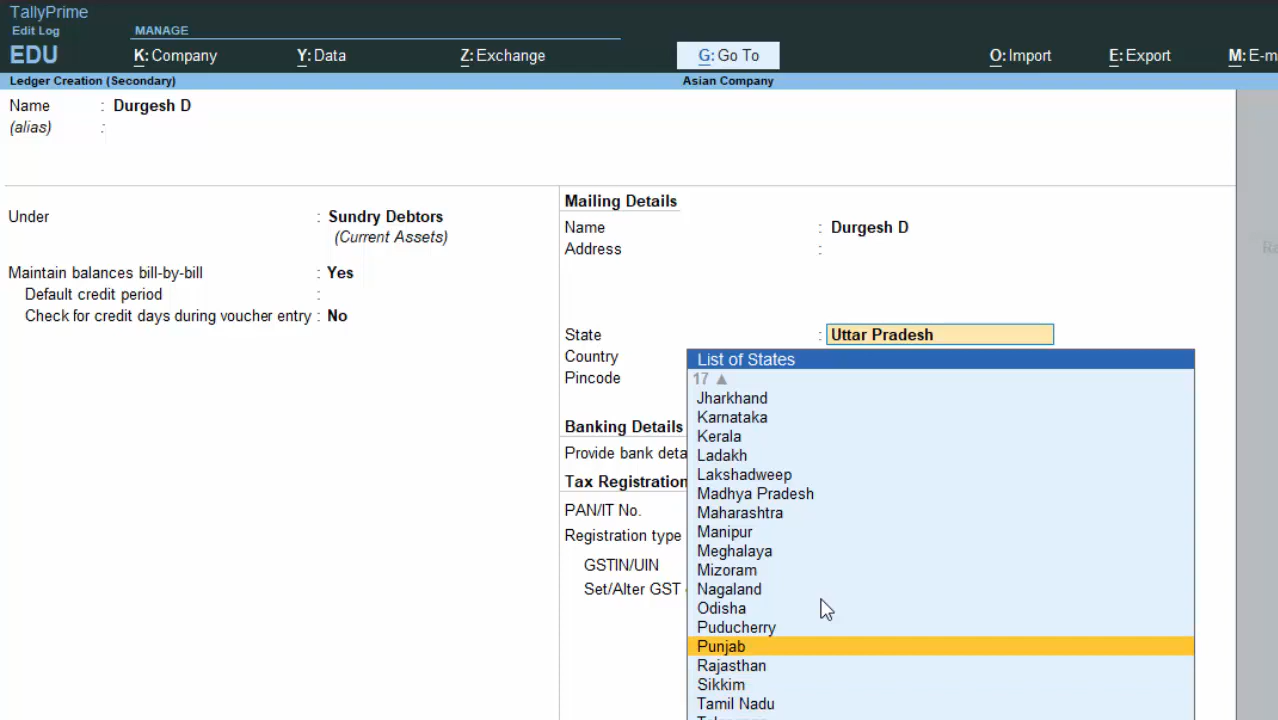 TallyPrime
Edit Log
MANAGE
EDU
K: Company
Y: Data
Z: Exchange
G: Go To
O: Import
E: Export
M: E-m
Ledger Creation (Secondary)
Asian Company
Name : Durgesh D
(alias) :
Under : Sundry Debtors
(Current Assets)
Maintain balances bill-by-bill : Yes
Default credit period :
Check for credit days during voucher entry : No
Mailing Details
Name : Durgesh D
Address :
State : Uttar Pradesh
Country
Pincode
Banking Details
Provide bank deta
Tax Registration
PAN/IT No.
Registration type
GSTIN/UIN
Set/Alter GST
List of States
17 ▲
Jharkhand
Karnataka
Kerala
Ladakh
Lakshadweep
Madhya Pradesh
Maharashtra
Manipur
Meghalaya
Mizoram
Nagaland
Odisha
Puducherry
Punjab
Rajasthan
Sikkim
Tamil Nadu